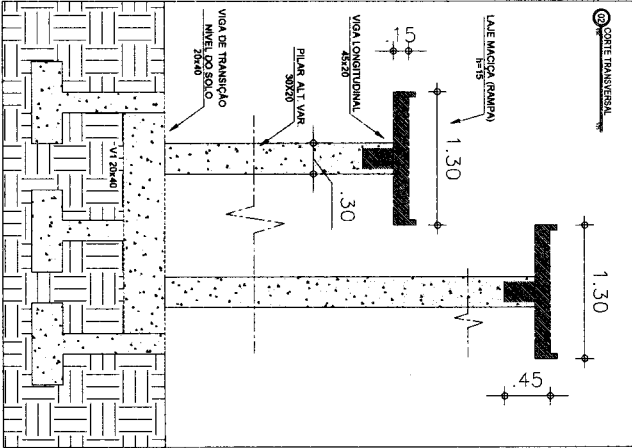 02
CORTE TRANSVERSAL
LAJE MACIÇA (RAMPA)
h=15
1.30
1.30
.15
.45
VIGA LONGITUDINAL
45x20
.30
PILAR ALT. VAR.
30X20
VIGA DE TRANSIÇÃO
NIVEL DO SOLO
20x40
V1 20x40